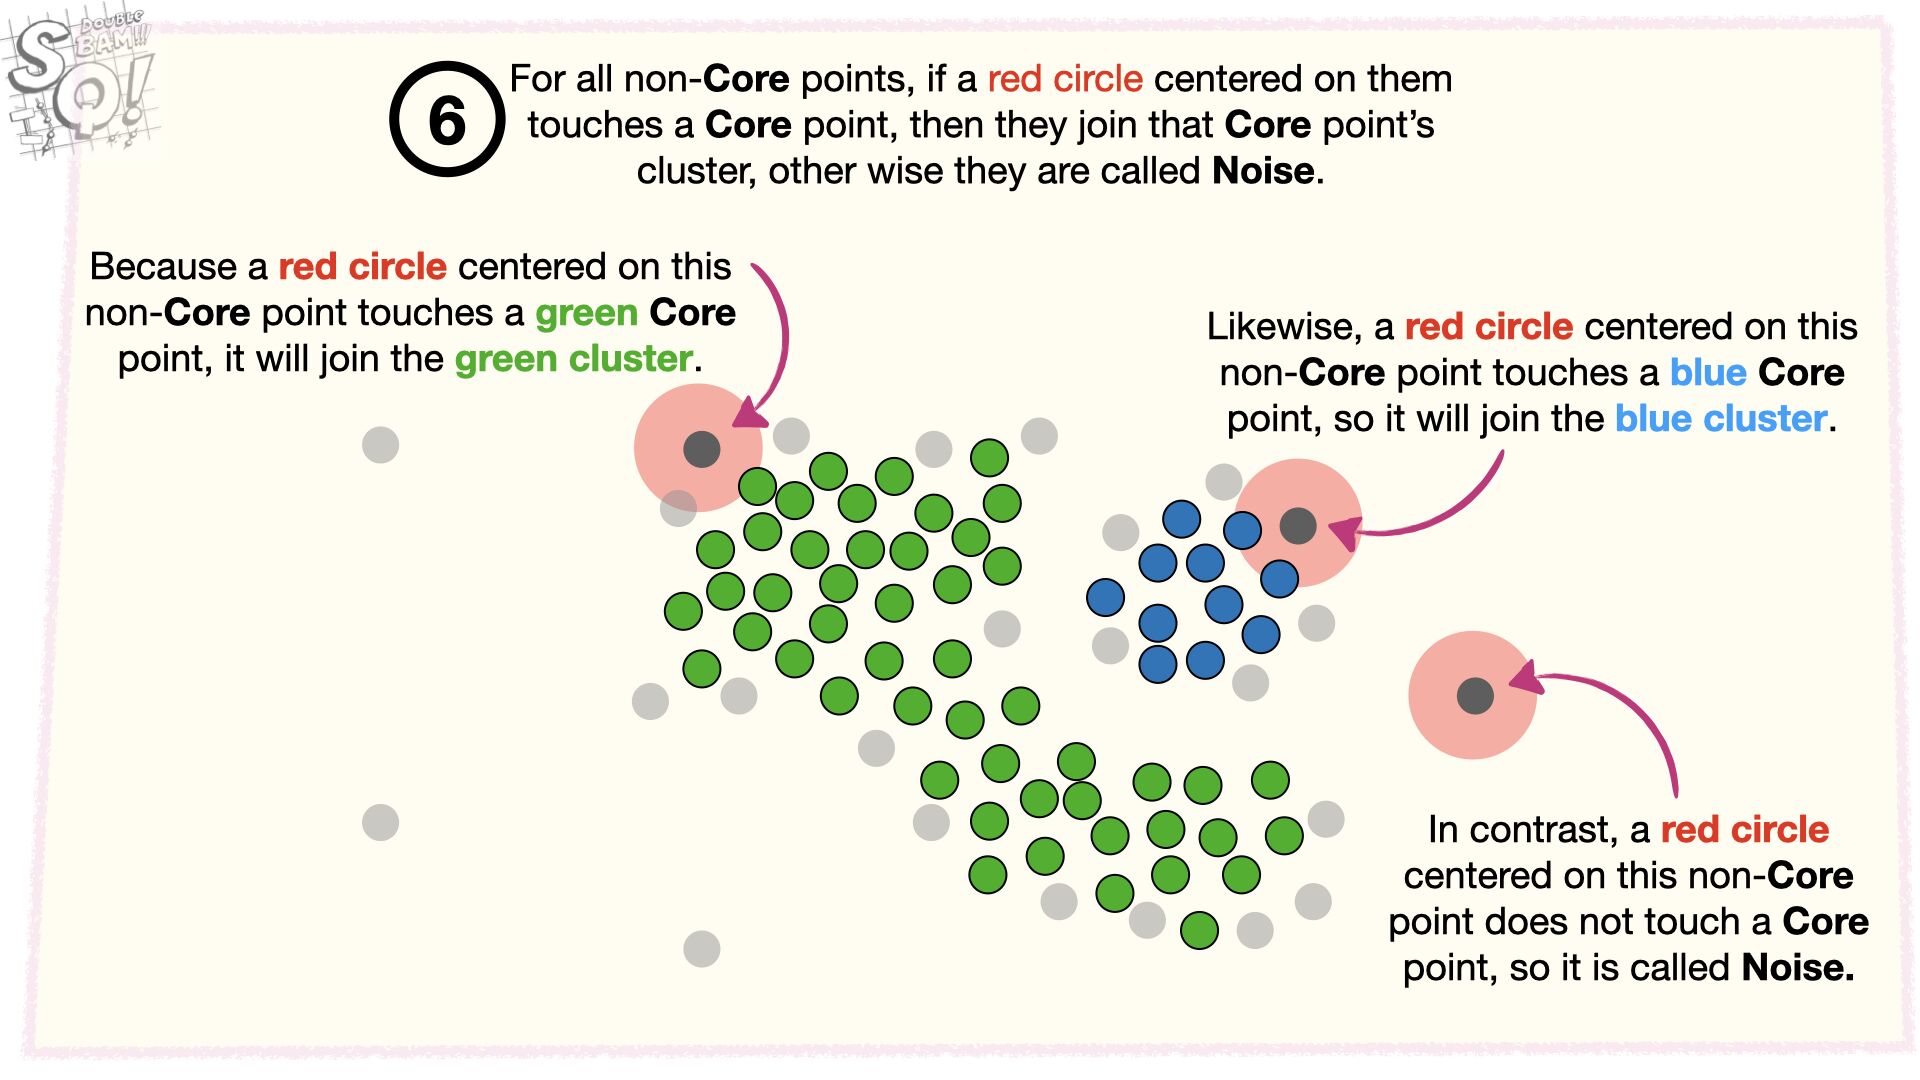 SQ!
DOUBLE
BAM!!!
6
For all non-Core points, if a red circle centered on them
touches a Core point, then they join that Core point’s
cluster, other wise they are called Noise.
Because a red circle centered on this
non-Core point touches a green Core
point, it will join the green cluster.
Likewise, a red circle centered on this
non-Core point touches a blue Core
point, so it will join the blue cluster.
In contrast, a red circle
centered on this non-Core
point does not touch a Core
point, so it is called Noise.